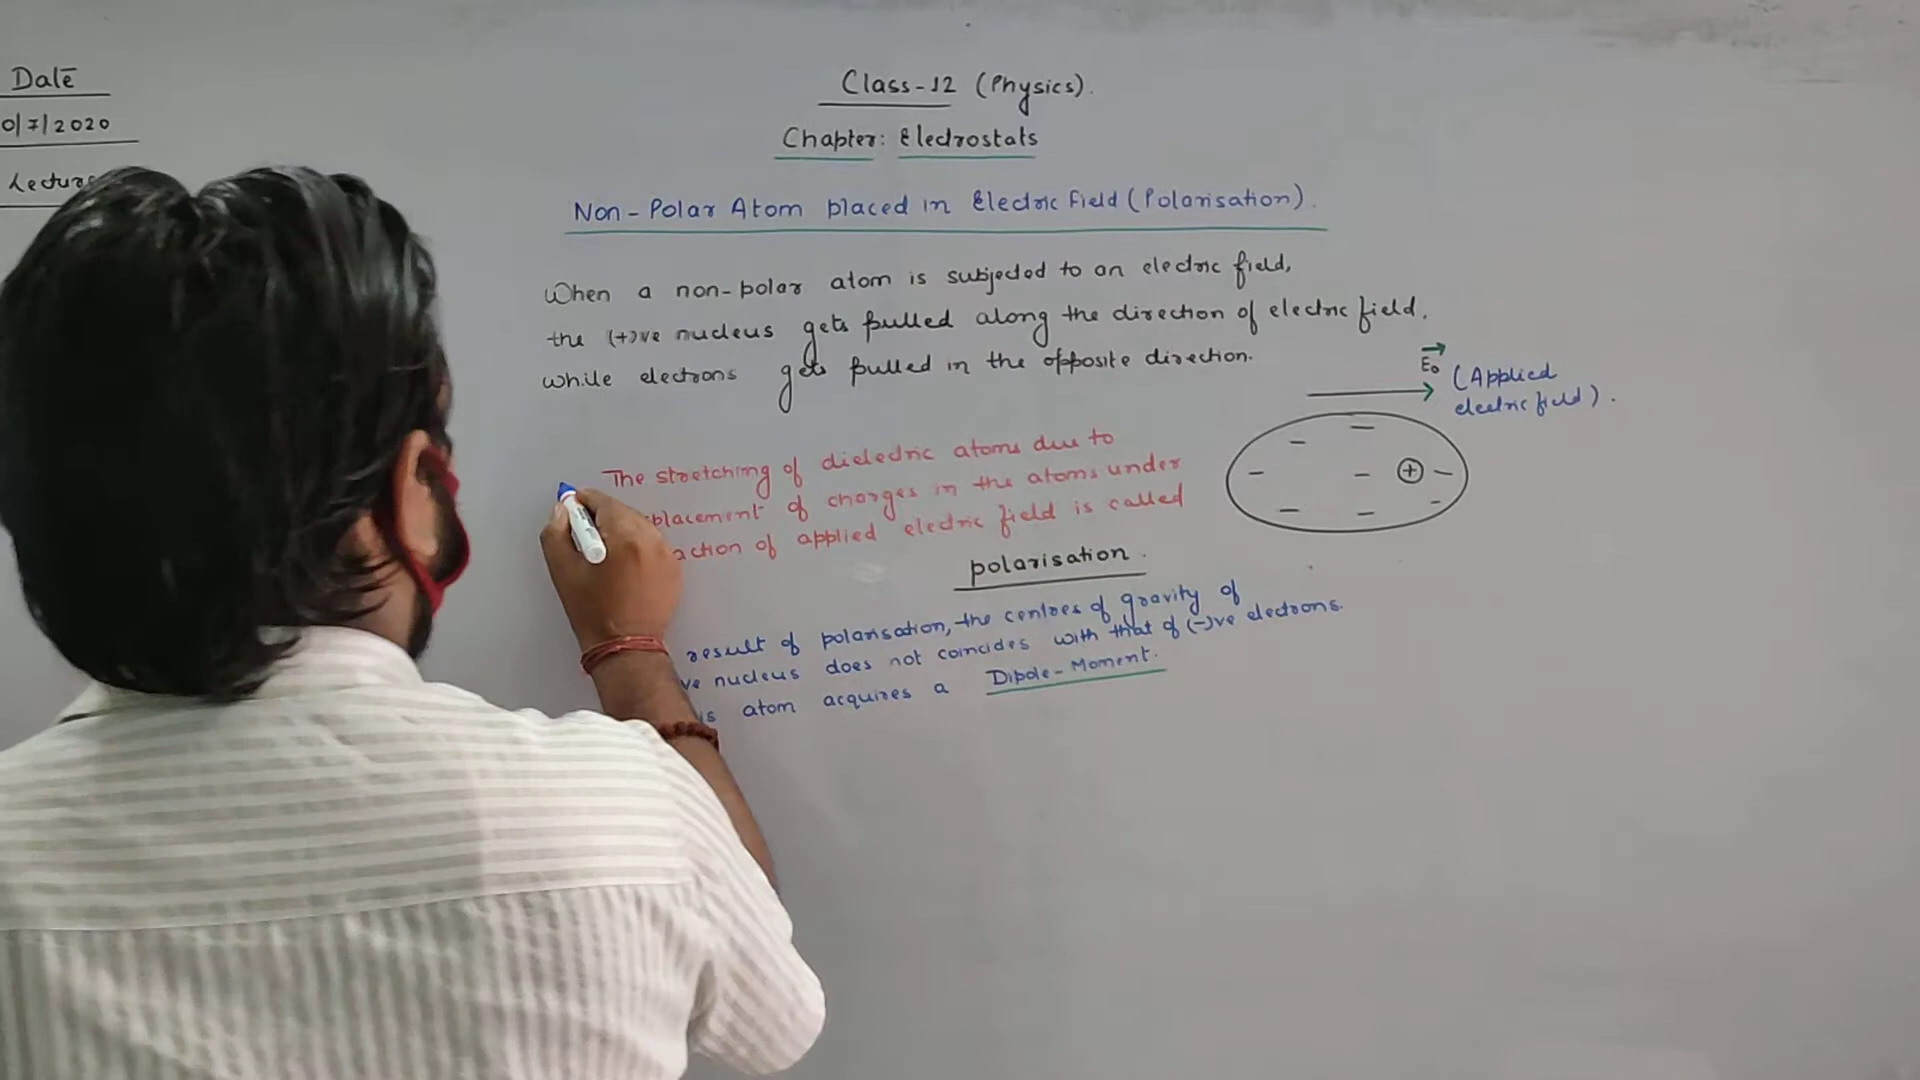 Date
0/7/2020
Lecture
Class-12 (Physics).
Chapter: Electrostats
Non-Polar Atom placed in Electric Field (Polarisation).
When a non-polar atom is subjected to an electric field,
the (+)ve nucleus gets pulled along the direction of electric field.
while electrons gets pulled in the opposite direction.
E₀
(Applied
electric field).
The stretching of dielectric atoms due to
placement of charges in the atoms under
action of applied electric field is called
polarisation.
result of polarisation, the centres of gravity of
ve nucleus does not coincides with that of (-)ve electrons.
is atom acquires a Dipole-Moment.